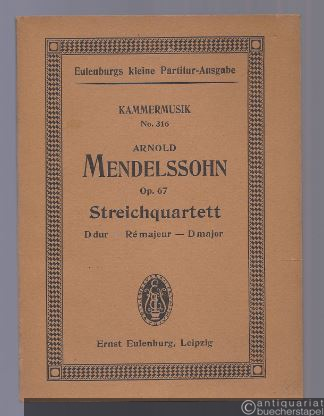 Eulenburgs kleine Partitur-Ausgabe
KAMMERMUSIK
No. 316
ARNOLD
MENDELSSOHN
Op. 67
Streichquartett
D dur — Ré majeur — D major
Ernst Eulenburg, Leipzig
antiquariat
buecherstapel